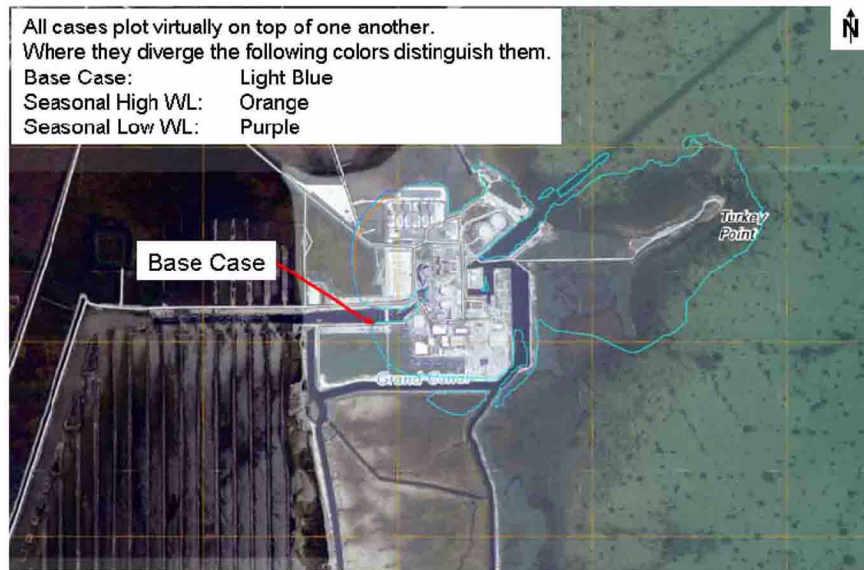 All cases plot virtually on top of one another.
Where they diverge the following colors distinguish them.
Base Case: Light Blue
Seasonal High WL: Orange
Seasonal Low WL: Purple
N
Turkey
Point
Base Case
Grand Canal